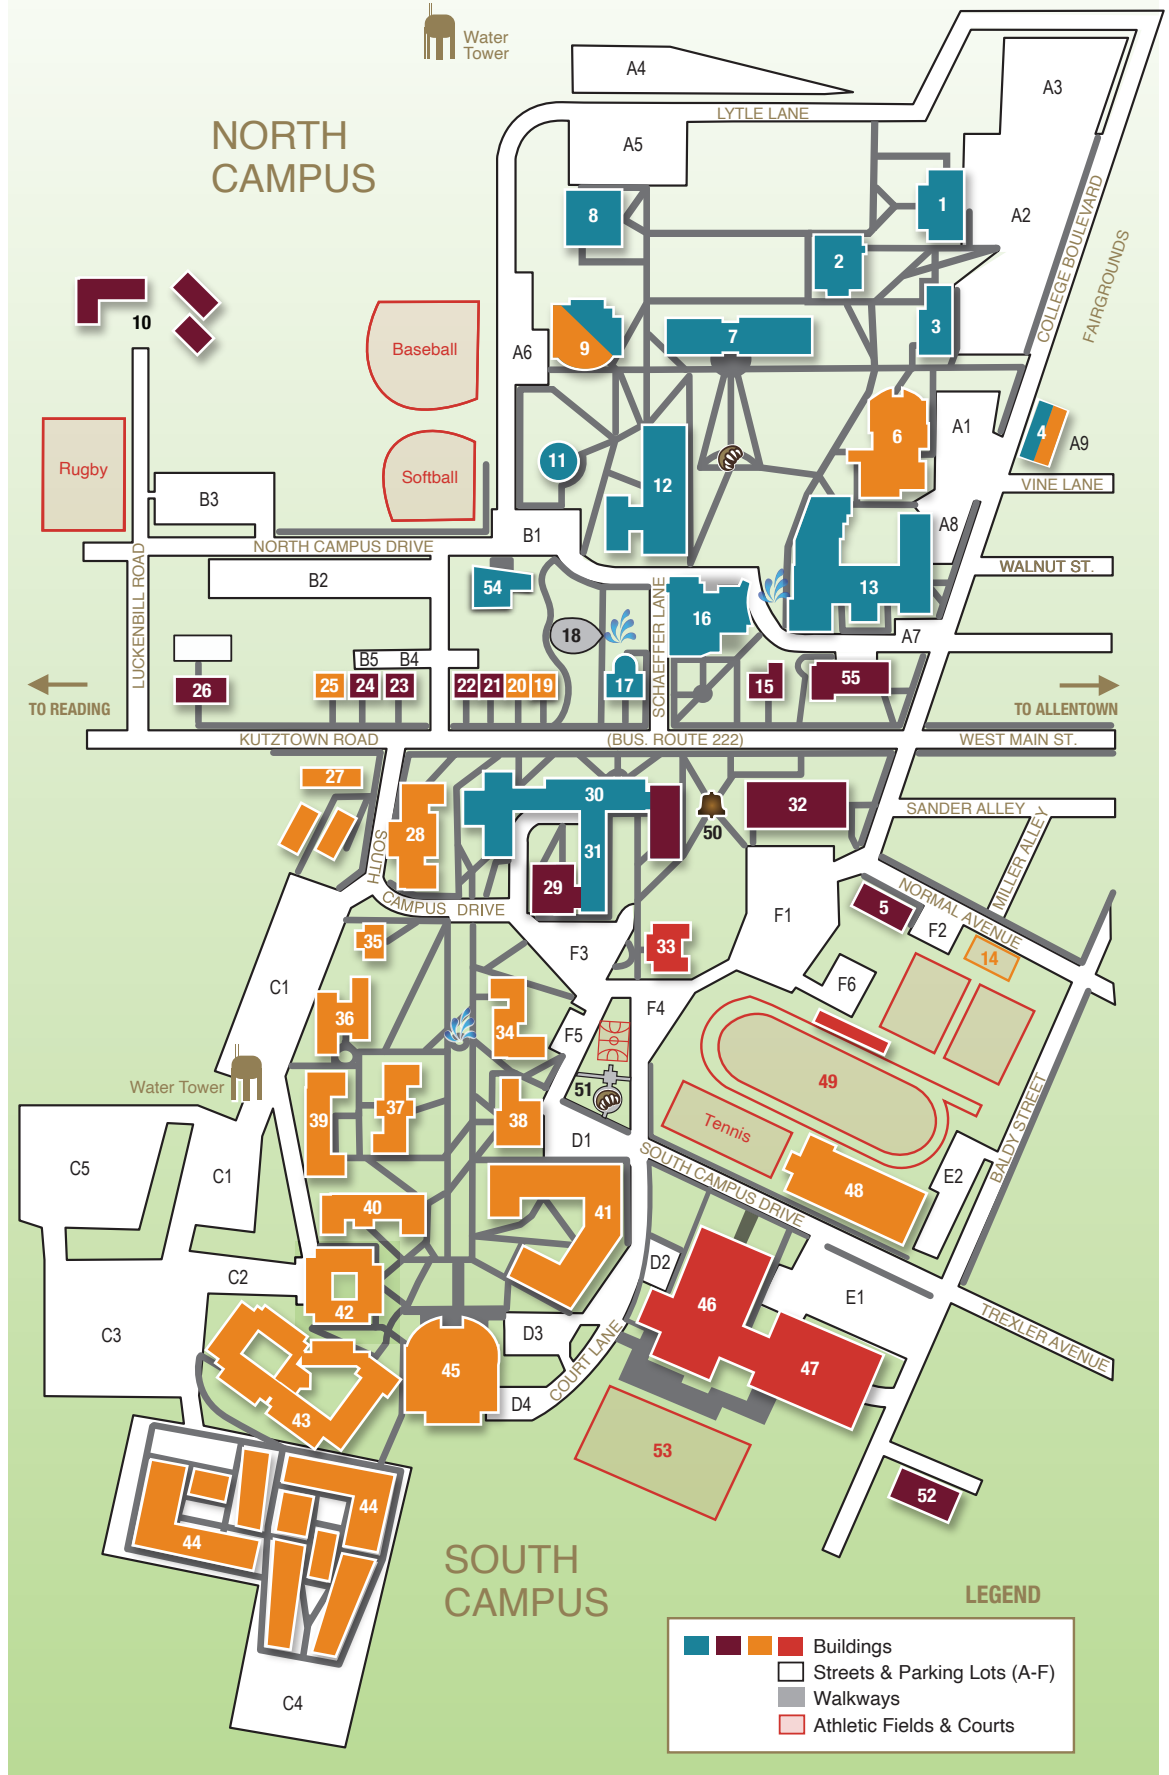 Water
Tower
A4
A3
LYTLE LANE
NORTH
CAMPUS
A5
1
8
A2
COLLEGE BOULEVARD
FAIRGROUNDS
2
10
3
7
9
Baseball
A6
A1
4
A9
6
11
Rugby
Softball
12
VINE LANE
B3
A8
B1
NORTH CAMPUS DRIVE
WALNUT ST.
B2
54
13
LUCKENBILL ROAD
SCHAEFFER LANE
16
18
A7
B5
B4
26
25
24
23
22
21
20
19
17
15
55
TO READING
TO ALLENTOWN
KUTZTOWN ROAD
(BUS. ROUTE 222)
WEST MAIN ST.
27
30
32
SANDER ALLEY
28
50
MILLER ALLEY
SOUTH
31
29
NORMAL AVENUE
CAMPUS DRIVE
5
F1
F2
35
33
F3
14
C1
F6
36
F4
34
F5
49
Water Tower
51
37
39
38
Tennis
BALDY STREET
D1
C5
C1
SOUTH CAMPUS DRIVE
E2
48
40
41
D2
C2
E1
42
46
TREXLER AVENUE
C3
D3
COURT LANE
45
47
D4
43
53
52
44
44
SOUTH
CAMPUS
LEGEND
Buildings
Streets & Parking Lots (A-F)
Walkways
Athletic Fields & Courts
C4